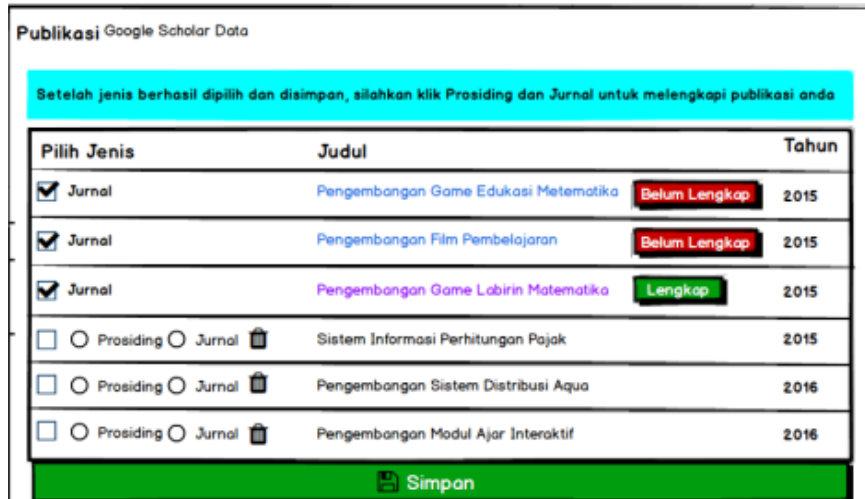 Publikasi Google Scholar Data
Setelah jenis berhasil dipilih dan disimpan, silahkan klik Prosiding dan Jurnal untuk melengkapi publikasi anda
Pilih Jenis Judul Tahun
Jurnal Pengembangan Game Edukasi Metematika Belum Lengkap 2015
Jurnal Pengembangan Film Pembelajaran Belum Lengkap 2015
Jurnal Pengembangan Game Labirin Matematika Lengkap 2015
Prosiding Jurnal Sistem Informasi Perhitungan Pajak 2015
Prosiding Jurnal Pengembangan Sistem Distribusi Aqua 2016
Prosiding Jurnal Pengembangan Modul Ajar Interaktif 2016
Simpan